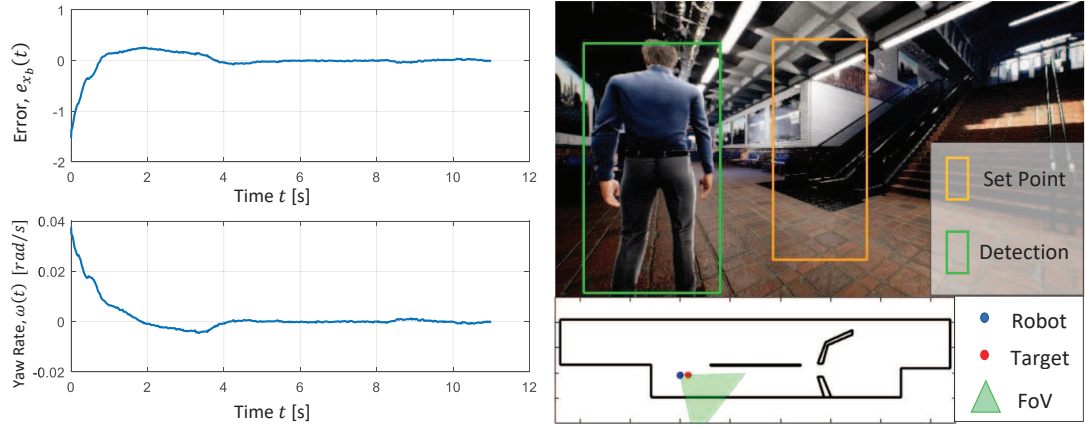 1
0
-1
-2
0
2
4
6
8
10
12
Error, e_{x_b}(t)
Time t [s]
0.04
0.02
0
-0.02
0
2
4
6
8
10
12
Yaw Rate, ω(t) [rad/s]
Time t [s]
Set Point
Detection
Robot
Target
FoV